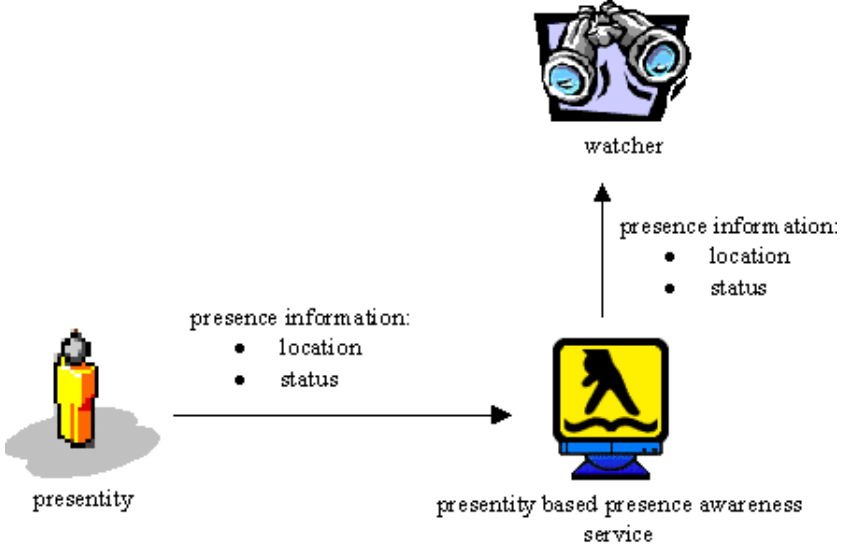 watcher
presence information:
● location
● status
presence information:
● location
● status
presentity
presentity based presence awareness
service